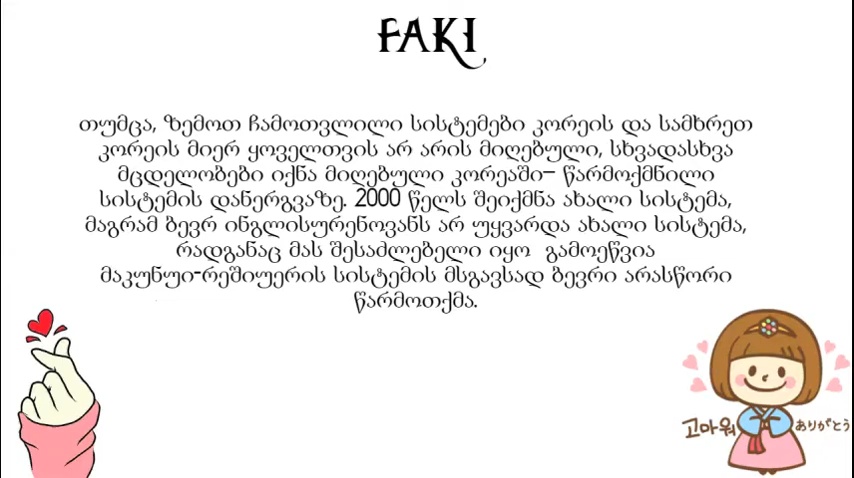 FAKI
თუმცა, ზემოთ ჩამოთვლილი სისტემები კორეის და სამხრეთ
კორეის მიერ ყოველთვის არ არის მიღებული, სხვადასხვა
მცდელობები იქნა მიღებული კორეაში– წარმოქმნილი
სისტემის დანერგვაზე. 2000 წელს შეიქმნა ახალი სისტემა,
მაგრამ ბევრ ინგლისურენოვანს არ უყვარდა ახალი სისტემა,
რადგანაც მას შესაძლებელი იყო გამოეწვია
მაკუნუი-რეშიუერის სისტემის მსგავსად ბევრი არასწორი
წარმოთქმა.
고마워
ありがとう